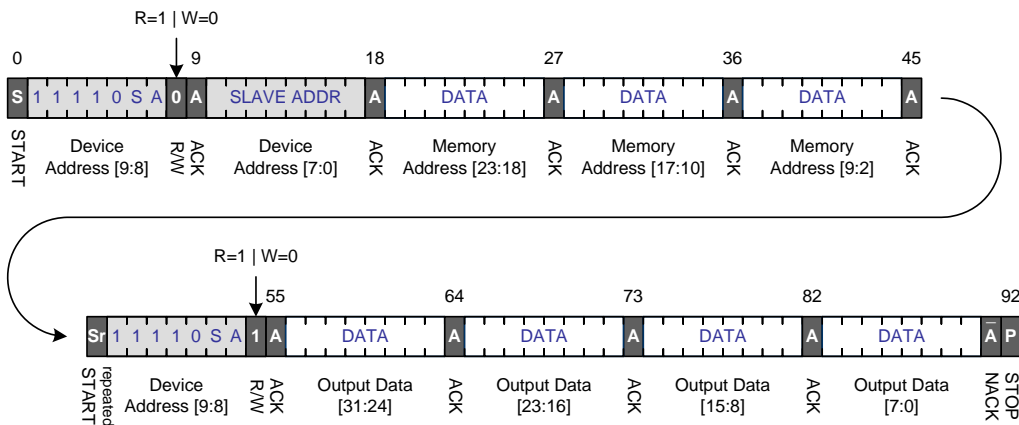 R=1 | W=0
0 9 18 27 36 45
S 1 1 1 1 0 S A 0 A SLAVE ADDR A DATA A DATA A DATA A
START Device Address [9:8] R/W ACK Device Address [7:0] ACK Memory Address [23:18] ACK Memory Address [17:10] ACK Memory Address [9:2] ACK
R=1 | W=0
55 64 73 82 92
Sr 1 1 1 1 0 S A 1 A DATA A DATA A DATA A DATA A P
repeated START Device Address [9:8] R/W ACK Output Data [31:24] ACK Output Data [23:16] ACK Output Data [15:8] ACK Output Data [7:0] NACK STOP